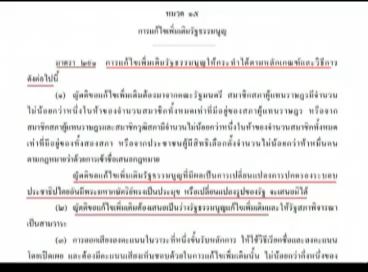 หมวด ๑๕
การแก้ไขเพิ่มเติมรัฐธรรมนูญ
มาตรา ๒๙๑ การแก้ไขเพิ่มเติมรัฐธรรมนูญให้กระทำได้ตามหลักเกณฑ์และวิธีการ
ดังต่อไปนี้
(๑) ญัตติขอแก้ไขเพิ่มเติมต้องมาจากคณะรัฐมนตรี สมาชิกสภาผู้แทนราษฎรมีจำนวน
ไม่น้อยกว่าหนึ่งในห้าของจำนวนสมาชิกทั้งหมดเท่าที่มีอยู่ของสภาผู้แทนราษฎร หรือจาก
สมาชิกสภาผู้แทนราษฎรและสมาชิกวุฒิสภามีจำนวนไม่น้อยกว่าหนึ่งในห้าของจำนวนสมาชิกทั้งหมด
เท่าที่มีอยู่ของทั้งสองสภา หรือจากประชาชนผู้มีสิทธิเลือกตั้งจำนวนไม่น้อยกว่าห้าหมื่นคน
ตามกฎหมายว่าด้วยการเข้าชื่อเสนอกฎหมาย
ญัตติขอแก้ไขเพิ่มเติมรัฐธรรมนูญที่มีผลเป็นการเปลี่ยนแปลงการปกครองระบอบ
ประชาธิปไตยอันมีพระมหากษัตริย์ทรงเป็นประมุข หรือเปลี่ยนแปลงรูปของรัฐ จะเสนอมิได้
(๒) ญัตติขอแก้ไขเพิ่มเติมต้องเสนอเป็นร่างรัฐธรรมนูญแก้ไขเพิ่มเติมและให้รัฐสภาพิจารณา
เป็นสามวาระ
(๓) การออกเสียงลงคะแนนในวาระที่หนึ่งขั้นรับหลักการ ให้ใช้วิธีเรียกชื่อและลงคะแนน
โดยเปิดเผย และต้องมีคะแนนเสียงเห็นชอบด้วยในการแก้ไขเพิ่มเติมนั้น ไม่น้อยกว่ากึ่งหนึ่งของ